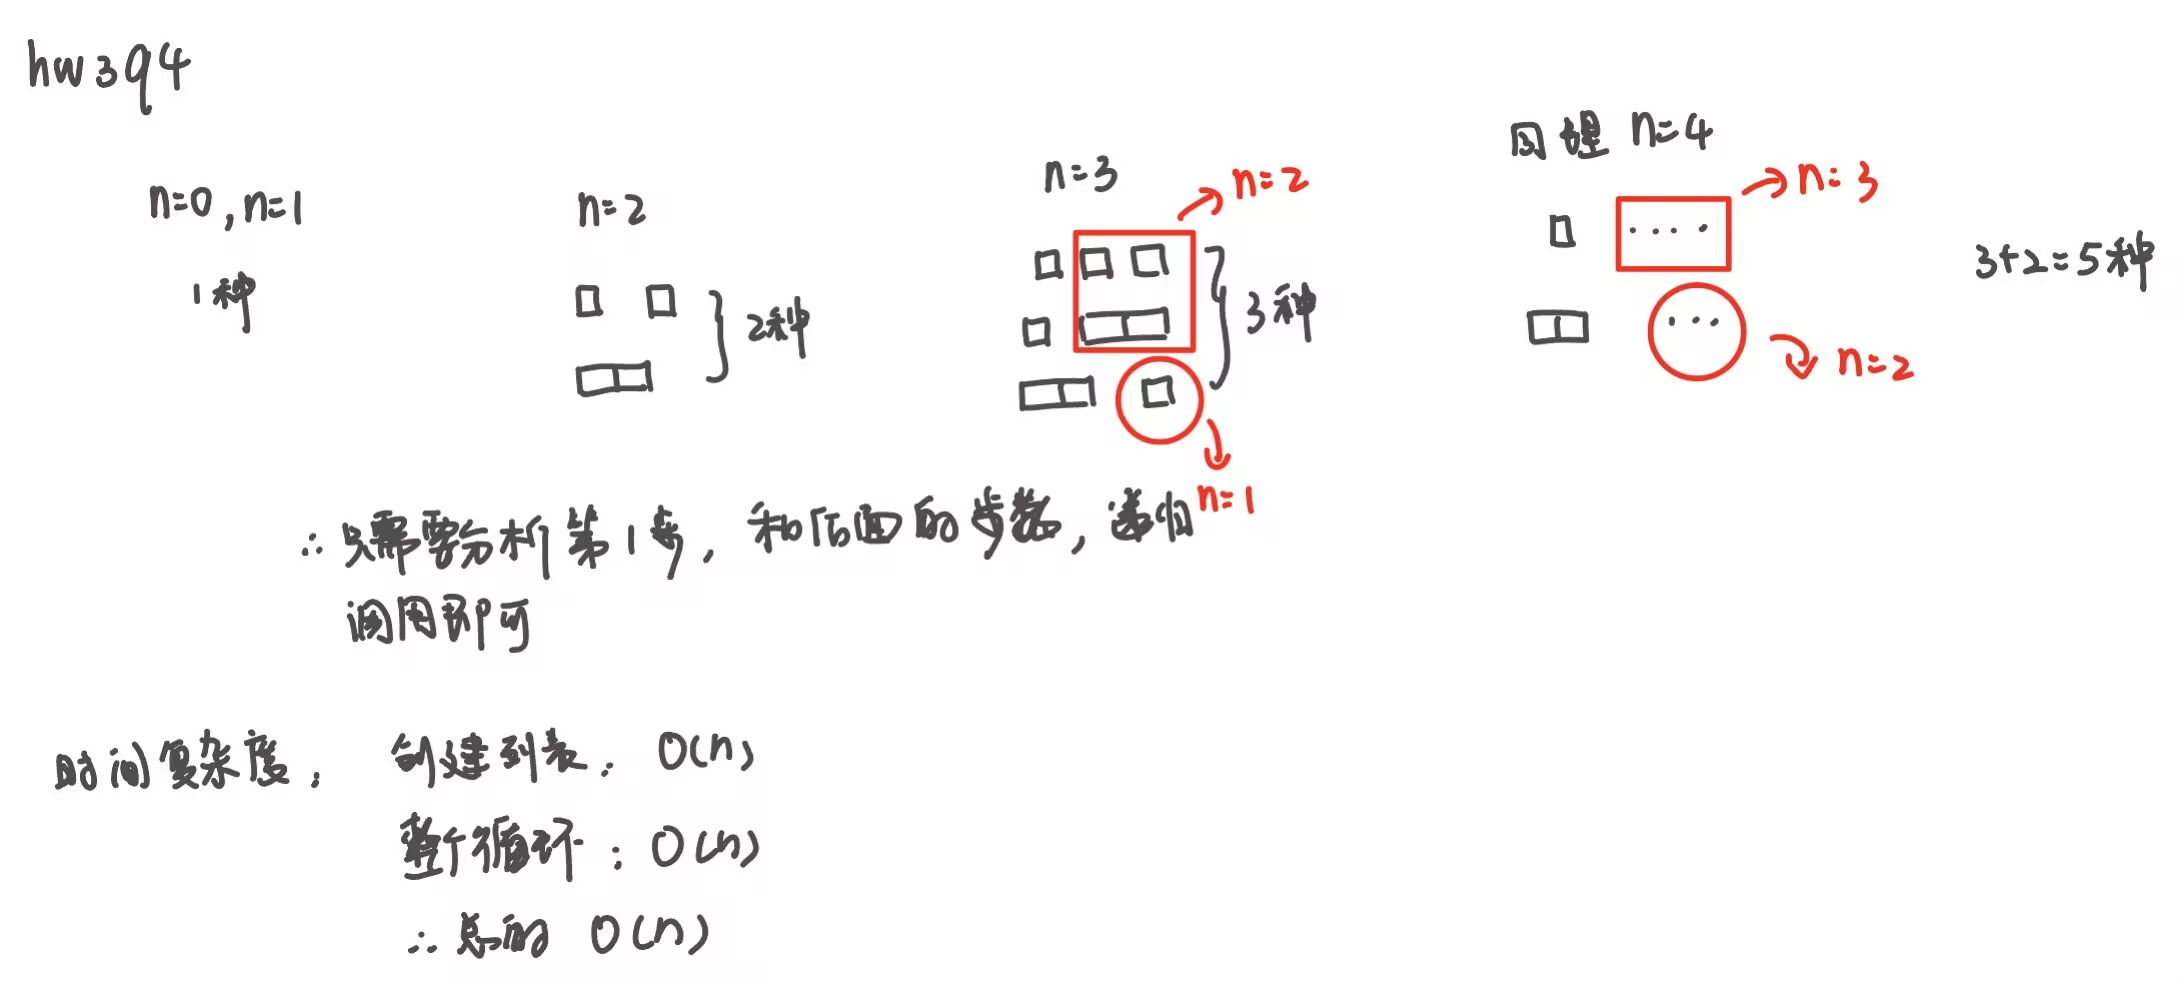 hw3q4
n=0, n=1
1种
n=2
2种
n=3
n=2
3种
n=1
同理 n=4
n=3
n=2
3+2=5种
∴ 只需要分析第1步, 和后面的步数, 递归
调用即可
时间复杂度: 创建列表: O(n)
整个循环: O(n)
∴ 总的 O(n)